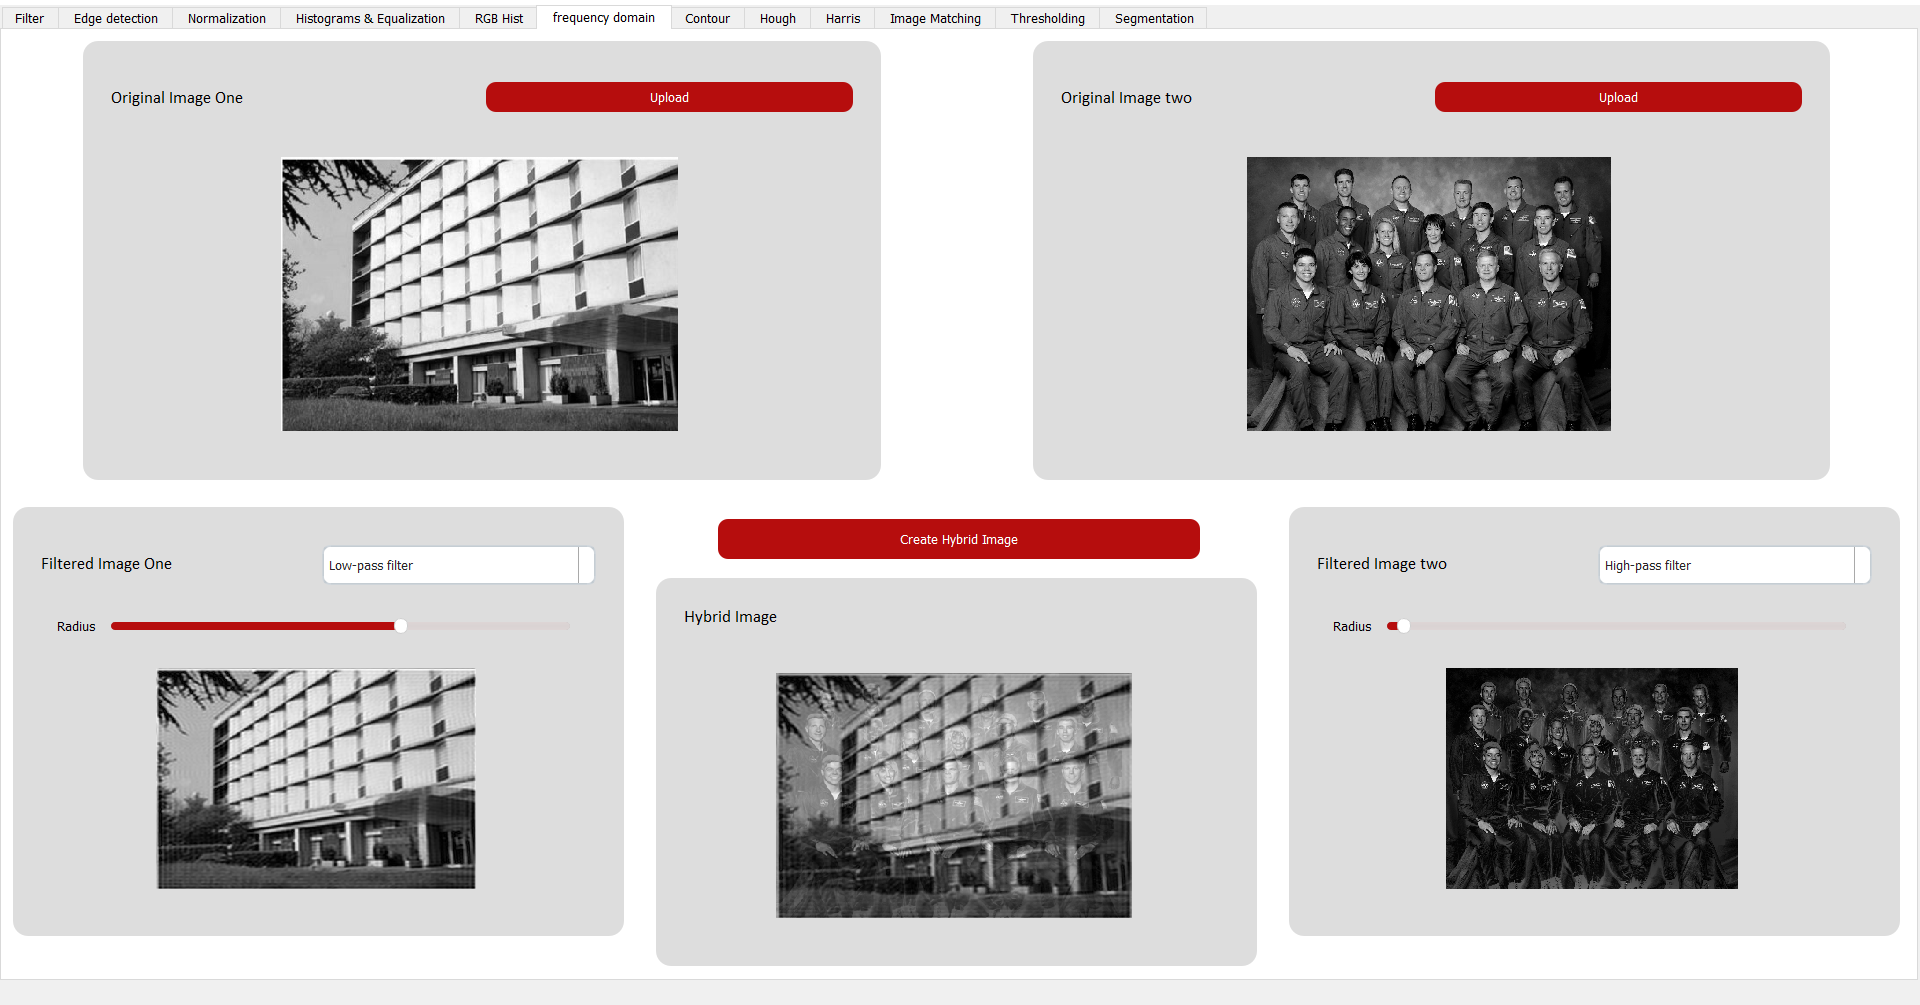 Filter Edge detection Normalization Histograms & Equalization RGB Hist frequency domain Contour Hough Harris Image Matching Thresholding Segmentation
Original Image One Upload
Original Image two Upload
Filtered Image One Low-pass filter
Radius
Create Hybrid Image
Hybrid Image
Filtered Image two High-pass filter
Radius